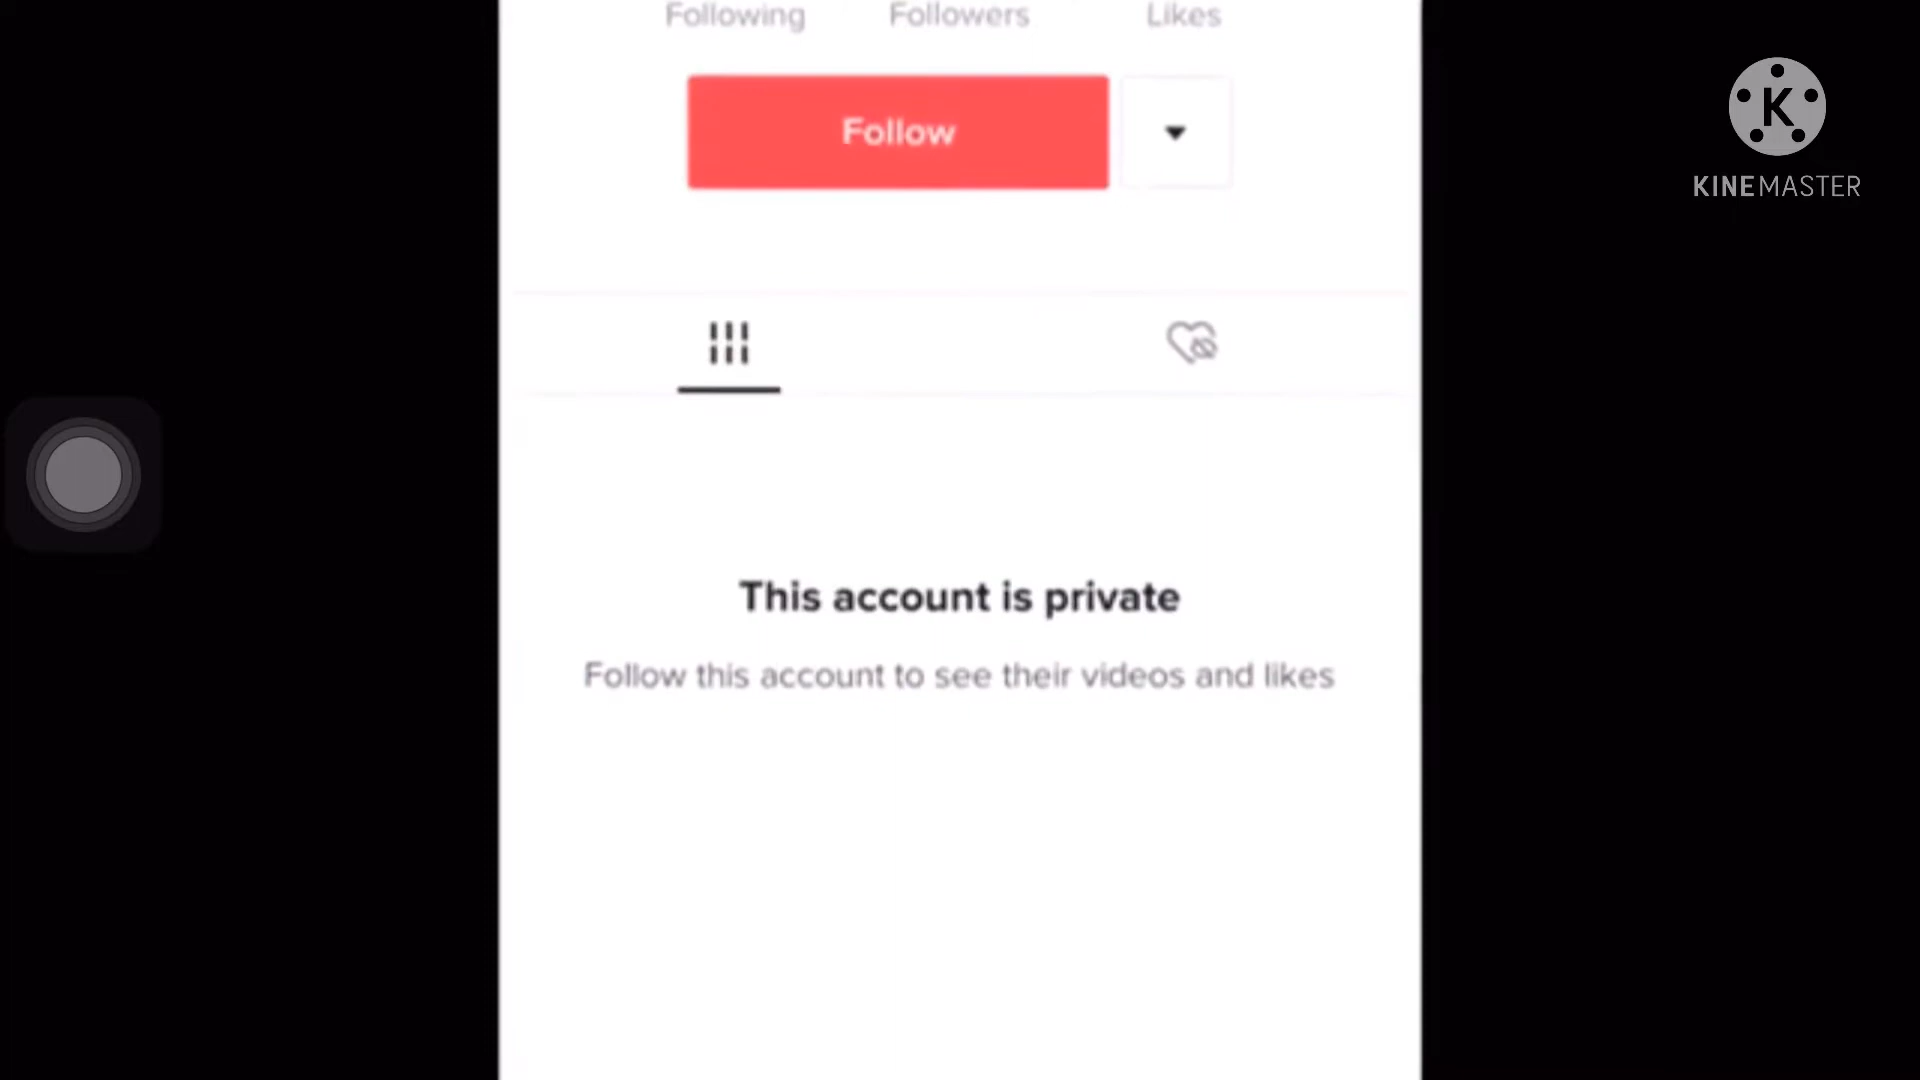 Following Followers Likes
Follow
K
KINEMASTER
This account is private
Follow this account to see their videos and likes